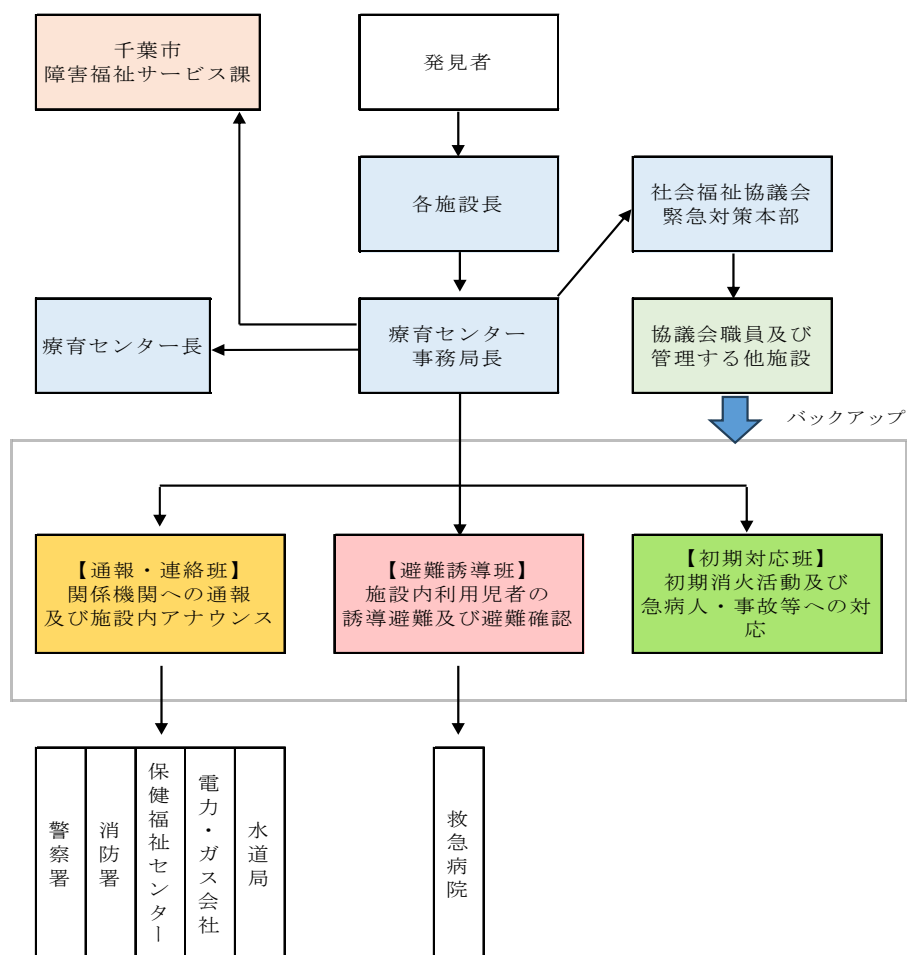 千葉市
障害福祉サービス課
発見者
各施設長
社会福祉協議会
緊急対策本部
療育センター長
療育センター
事務局長
協議会職員及び
管理する他施設
バックアップ
【通報・連絡班】
関係機関への通報
及び施設内アナウンス
【避難誘導班】
施設内利用児者の
誘導避難及び避難確認
【初期対応班】
初期消火活動及び
急病人・事故等への対
応
警察署
消防署
保健福祉センター
電力・ガス会社
水道局
救急病院